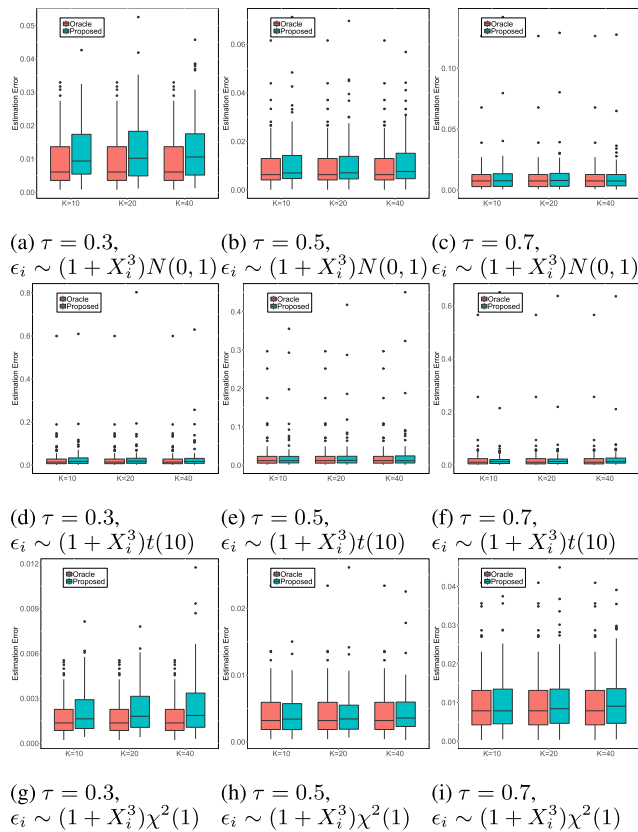 Oracle
Proposed
Estimation Error
0.05
0.04
0.03
0.02
0.01
0.00
K=10 K=20 K=40
Oracle
Proposed
Estimation Error
0.06
0.04
0.02
0.00
K=10 K=20 K=40
Oracle
Proposed
Estimation Error
0.10
0.05
0.00
K=10 K=20 K=40
(a) τ = 0.3, (b) τ = 0.5, (c) τ = 0.7,
ϵ_i ∼ (1 + X_i^3)N(0, 1) ϵ_i ∼ (1 + X_i^3)N(0, 1) ϵ_i ∼ (1 + X_i^3)N(0, 1)
Oracle
Proposed
Estimation Error
0.8
0.6
0.4
0.2
0.0
K=10 K=20 K=40
Oracle
Proposed
Estimation Error
0.4
0.3
0.2
0.1
0.0
K=10 K=20 K=40
Oracle
Proposed
Estimation Error
0.6
0.4
0.2
0.0
K=10 K=20 K=40
(d) τ = 0.3, (e) τ = 0.5, (f) τ = 0.7,
ϵ_i ∼ (1 + X_i^3)t(10) ϵ_i ∼ (1 + X_i^3)t(10) ϵ_i ∼ (1 + X_i^3)t(10)
Oracle
Proposed
Estimation Error
0.012
0.009
0.006
0.003
0.000
K=10 K=20 K=40
Oracle
Proposed
Estimation Error
0.02
0.01
0.00
K=10 K=20 K=40
Oracle
Proposed
Estimation Error
0.04
0.03
0.02
0.01
0.00
K=10 K=20 K=40
(g) τ = 0.3, (h) τ = 0.5, (i) τ = 0.7,
ϵ_i ∼ (1 + X_i^3)χ^2(1) ϵ_i ∼ (1 + X_i^3)χ^2(1) ϵ_i ∼ (1 + X_i^3)χ^2(1)